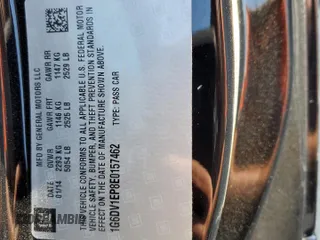 MFD BY GENERAL MOTORS LLC
DATE GVWR GAWR FRT GAWR RR
01/14 2293 KG 1146 KG 1147 KG
5054 LB 2525 LB 2529 LB
THIS VEHICLE CONFORMS TO ALL APPLICABLE U.S. FEDERAL MOTOR
VEHICLE SAFETY, BUMPER, AND THEFT PREVENTION STANDARDS IN
EFFECT ON THE DATE OF MANUFACTURE SHOWN ABOVE.
1G6DV1EP8E0157462 TYPE: PASS CAR